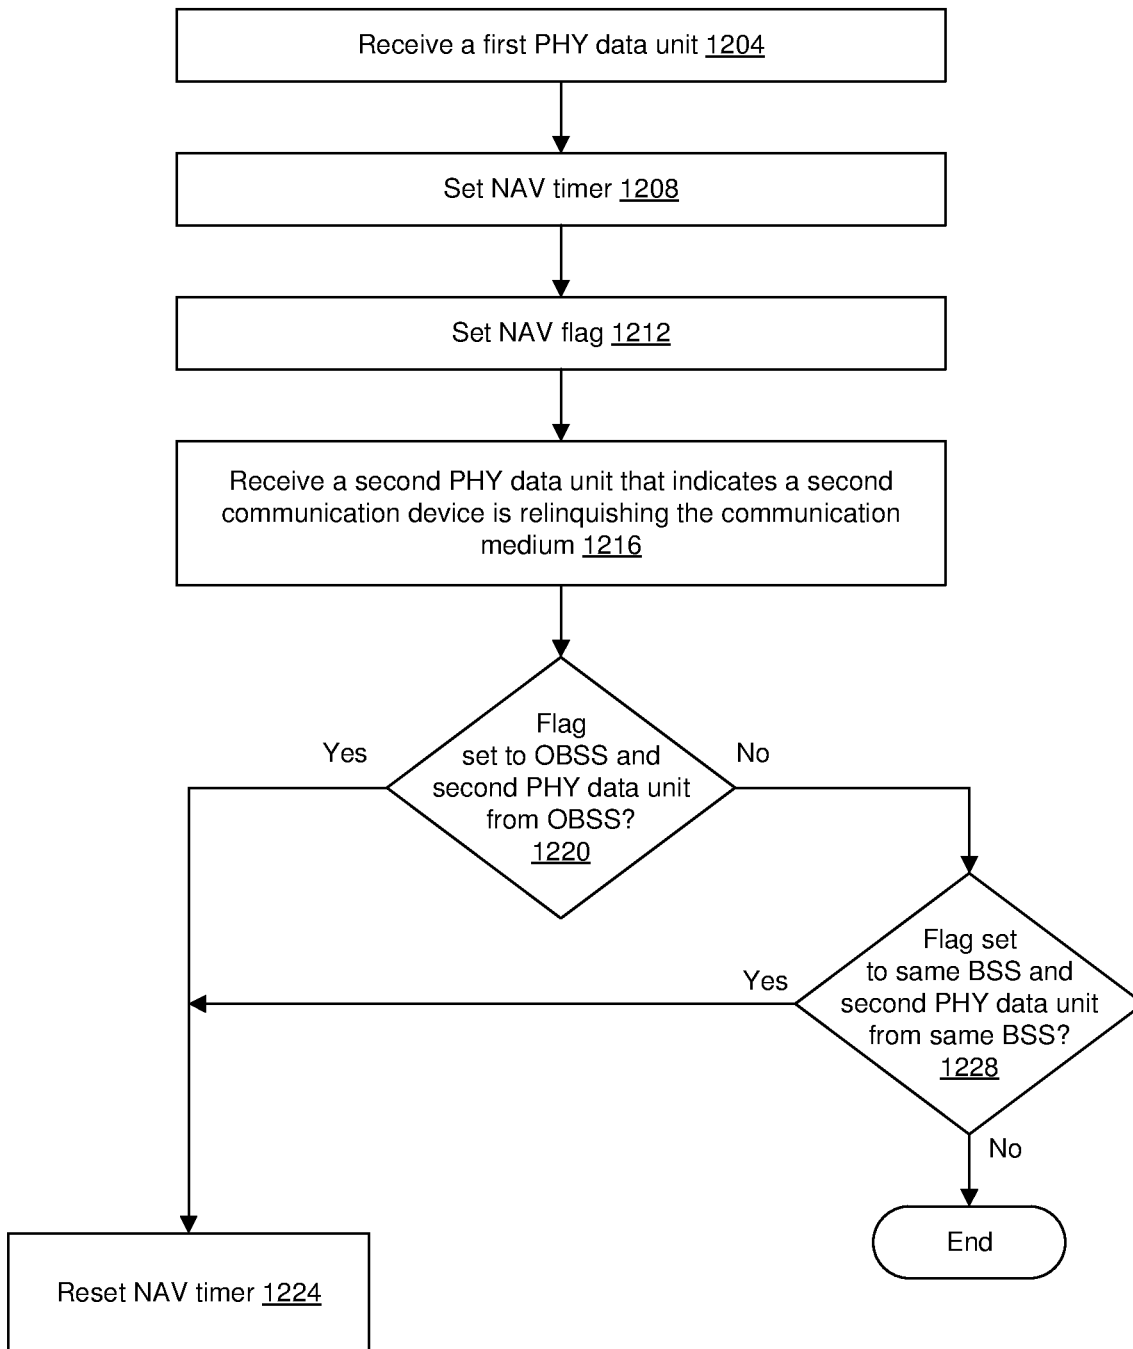 Receive a first PHY data unit 1204
Set NAV timer 1208
Set NAV flag 1212
Receive a second PHY data unit that indicates a second
communication device is relinquishing the communication
medium 1216
Flag
set to OBSS and
second PHY data unit
from OBSS?
1220
Yes
No
Flag set
to same BSS and
second PHY data unit
from same BSS?
1228
Yes
No
End
Reset NAV timer 1224